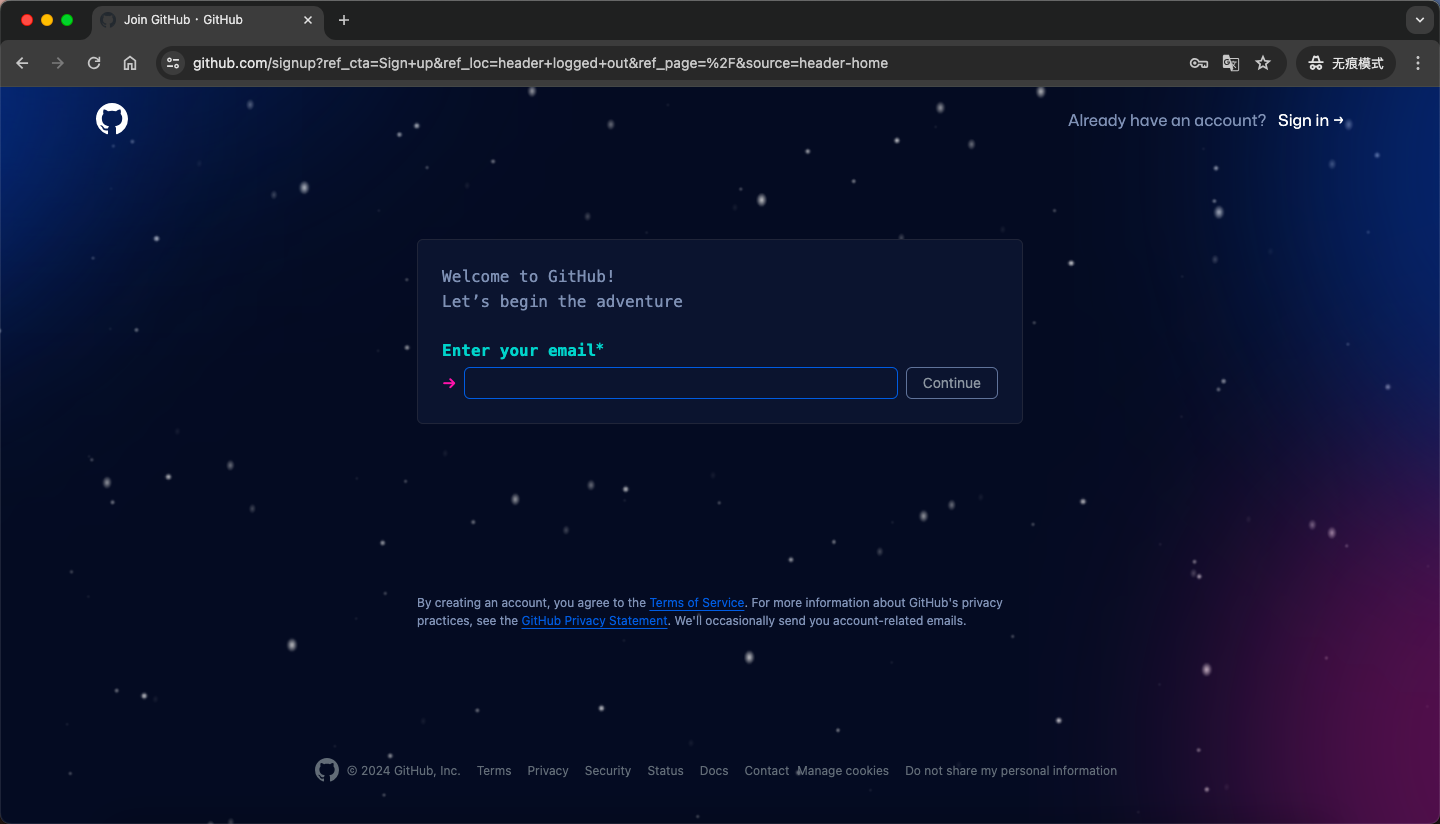 Join GitHub · GitHub
github.com/signup?ref_cta=Sign+up&ref_loc=header+logged+out&ref_page=%2F&source=header-home
无痕模式
Already have an account? Sign in →
Welcome to GitHub!
Let’s begin the adventure
Enter your email*
→ Continue
By creating an account, you agree to the Terms of Service. For more information about GitHub's privacy
practices, see the GitHub Privacy Statement. We'll occasionally send you account-related emails.
© 2024 GitHub, Inc. Terms Privacy Security Status Docs Contact Manage cookies Do not share my personal information